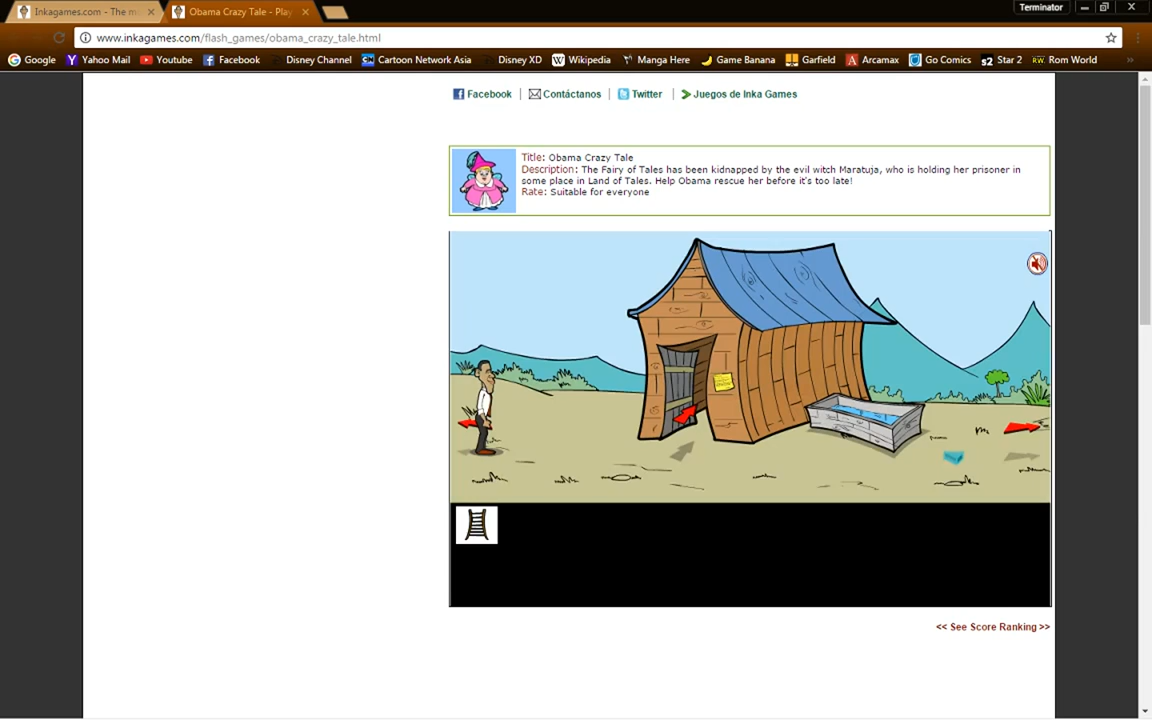 Inkagames.com - The m
Obama Crazy Tale - Play
Terminator
www.inkagames.com/flash_games/obama_crazy_tale.html
Google Yahoo Mail Youtube Facebook Disney Channel Cartoon Network Asia Disney XD Wikipedia Manga Here Game Banana Garfield Arcamax Go Comics Star 2 Rom World
Facebook | Contáctanos | Twitter | Juegos de Inka Games
Title: Obama Crazy Tale
Description: The Fairy of Tales has been kidnapped by the evil witch Maratuja, who is holding her prisoner in
some place in Land of Tales. Help Obama rescue her before it's too late!
Rate: Suitable for everyone
<< See Score Ranking >>